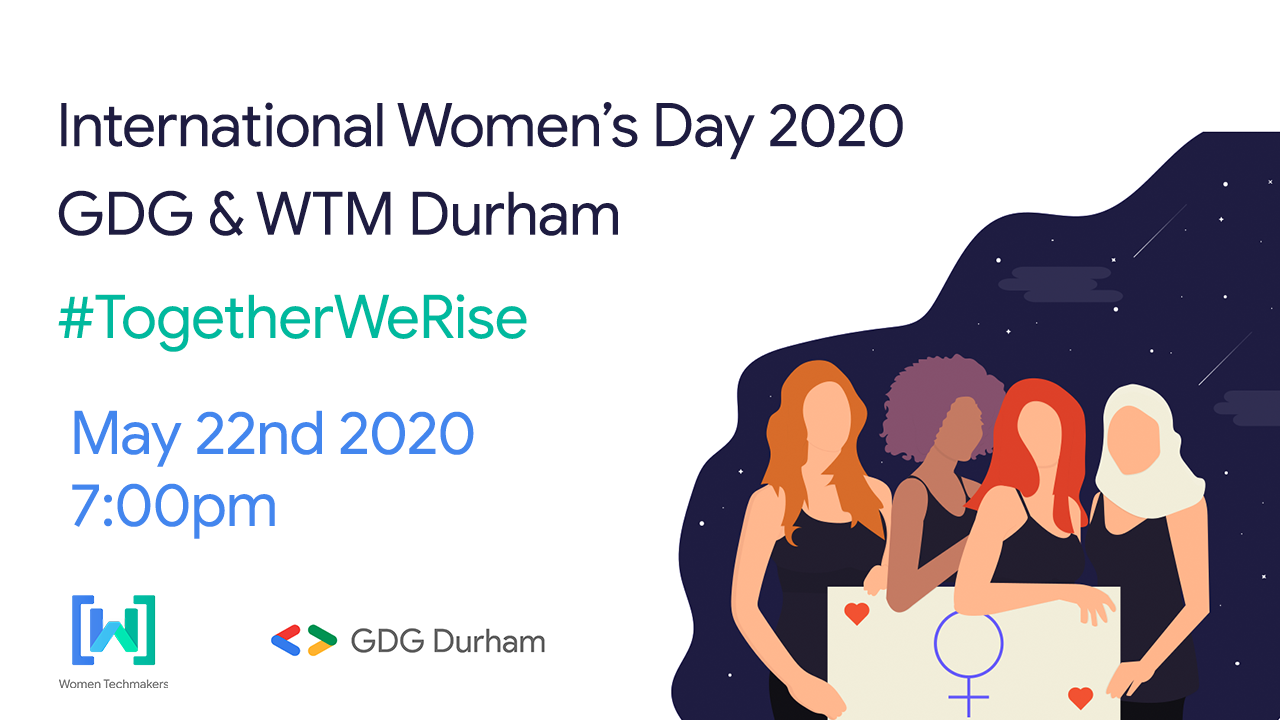 International Women’s Day 2020
GDG & WTM Durham
#TogetherWeRise
May 22nd 2020
7:00pm
Women Techmakers
GDG Durham